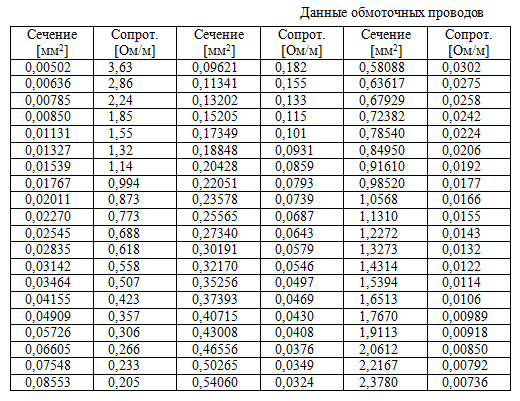 Данные обмоточных проводов
Сечение [мм²] Сопрот. [Ом/м] Сечение [мм²] Сопрот. [Ом/м] Сечение [мм²] Сопрот. [Ом/м]
0,00502 3,63 0,09621 0,182 0,58088 0,0302
0,00636 2,86 0,11341 0,155 0,63617 0,0275
0,00785 2,24 0,13202 0,133 0,67929 0,0258
0,00850 1,85 0,15205 0,115 0,72382 0,0242
0,01131 1,55 0,17349 0,101 0,78540 0,0224
0,01327 1,32 0,18848 0,0931 0,84950 0,0206
0,01539 1,14 0,20428 0,0859 0,91610 0,0192
0,01767 0,994 0,22051 0,0793 0,98520 0,0177
0,02011 0,873 0,23578 0,0739 1,0568 0,0166
0,02270 0,773 0,25565 0,0687 1,1310 0,0155
0,02545 0,688 0,27340 0,0643 1,2272 0,0143
0,02835 0,618 0,30191 0,0579 1,3273 0,0132
0,03142 0,558 0,32170 0,0546 1,4314 0,0122
0,03464 0,507 0,35256 0,0497 1,5394 0,0114
0,04155 0,423 0,37393 0,0469 1,6513 0,0106
0,04909 0,357 0,40715 0,0430 1,7670 0,00989
0,05726 0,306 0,43008 0,0408 1,9113 0,00918
0,06605 0,266 0,46556 0,0376 2,0612 0,00850
0,07548 0,233 0,50265 0,0349 2,2167 0,00792
0,08553 0,205 0,54060 0,0324 2,3780 0,00736